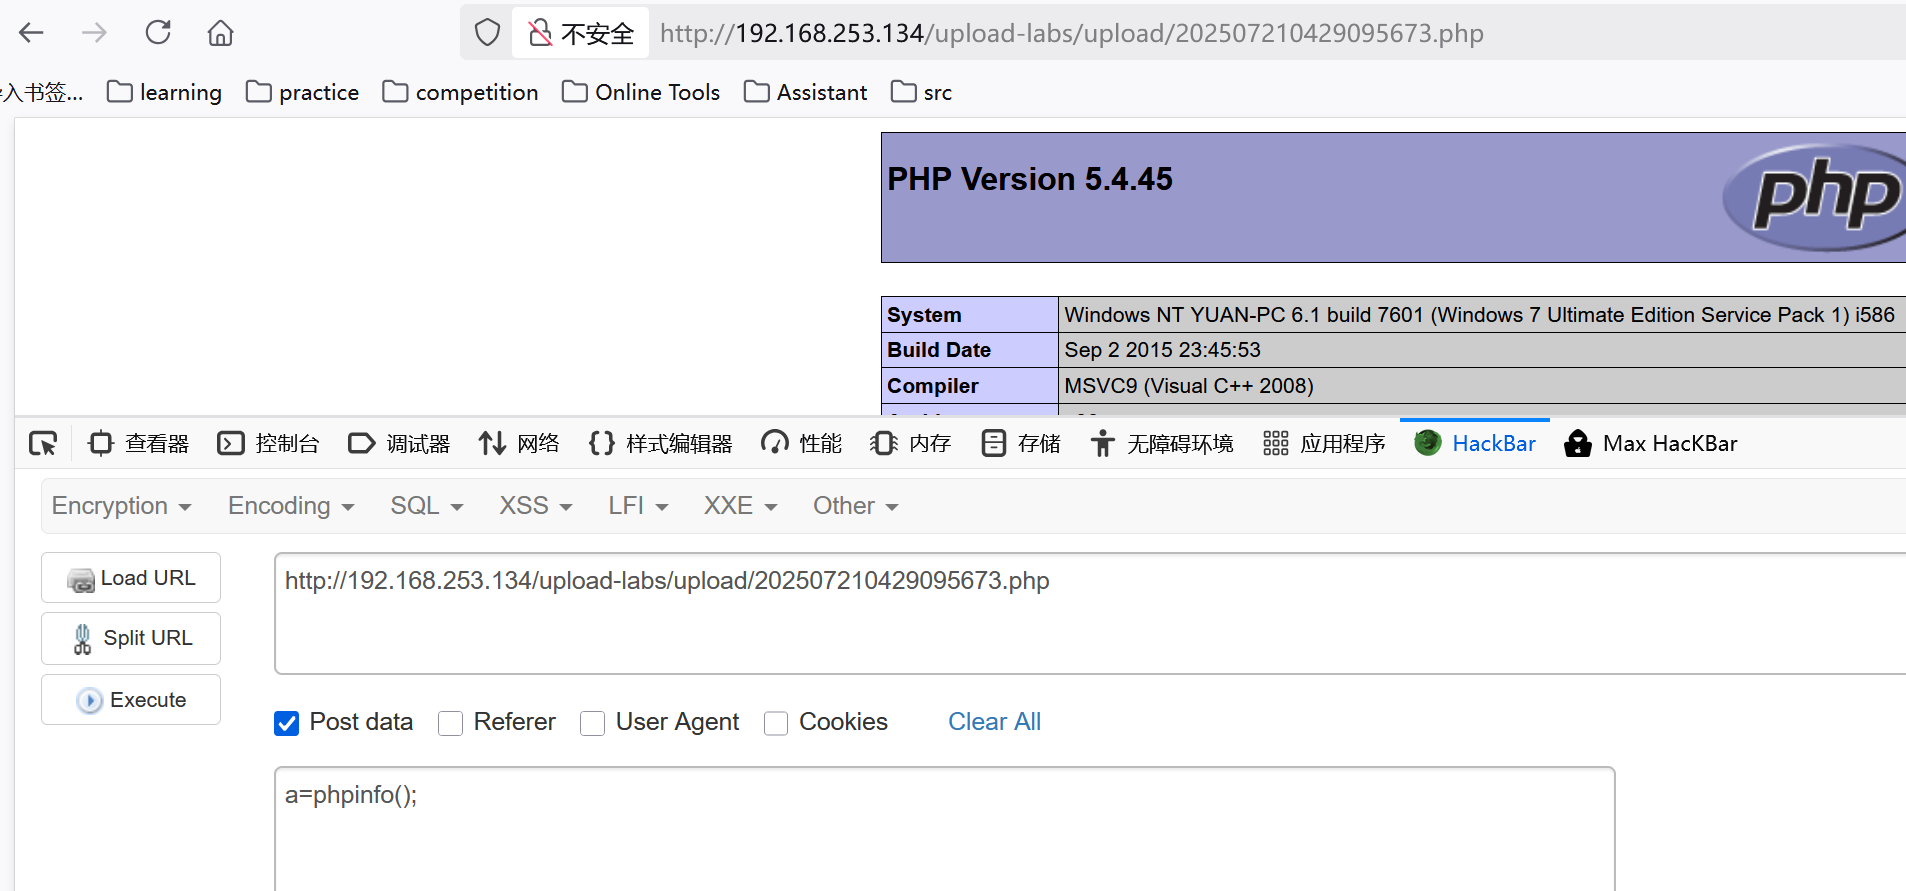 不安全 http://192.168.253.134/upload-labs/upload/202507210429095673.php
入书签... learning practice competition Online Tools Assistant src
PHP Version 5.4.45
php
System Windows NT YUAN-PC 6.1 build 7601 (Windows 7 Ultimate Edition Service Pack 1) i586
Build Date Sep 2 2015 23:45:53
Compiler MSVC9 (Visual C++ 2008)
查看器 控制台 调试器 网络 样式编辑器 性能 内存 存储 无障碍环境 应用程序 HackBar Max HacKBar
Encryption Encoding SQL XSS LFI XXE Other
Load URL http://192.168.253.134/upload-labs/upload/202507210429095673.php
Split URL
Execute
Post data Referer User Agent Cookies Clear All
a=phpinfo();